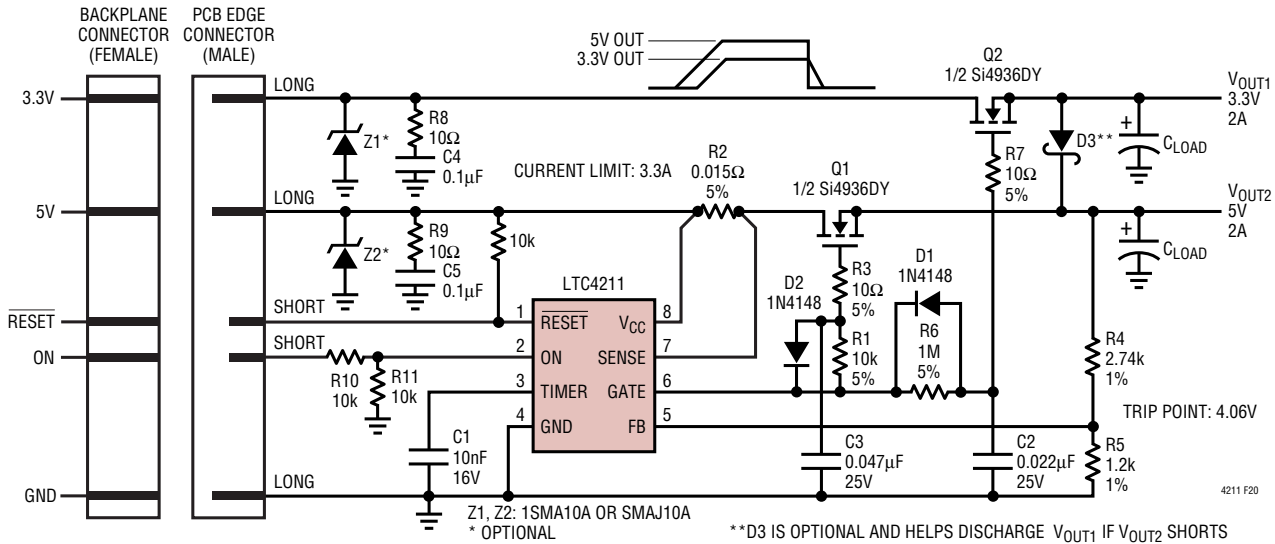 BACKPLANE
CONNECTOR
(FEMALE)
PCB EDGE
CONNECTOR
(MALE)
5V OUT
3.3V OUT
Q2
1/2 Si4936DY
LONG
3.3V
VOUT1
3.3V
2A
Z1*
R8
10Ω
C4
0.1µF
D3**
+
CLOAD
R7
10Ω
5%
CURRENT LIMIT: 3.3A
R2
0.015Ω
5%
Q1
1/2 Si4936DY
LONG
5V
VOUT2
5V
2A
Z2*
R9
10Ω
C5
0.1µF
10k
+
CLOAD
LTC4211
D2
1N4148
R3
10Ω
5%
D1
1N4148
SHORT
RESET
1
RESET
VCC
8
R1
10k
5%
R6
1M
5%
R4
2.74k
1%
SHORT
ON
2
ON
SENSE
7
R10
10k
R11
10k
3
TIMER
GATE
6
4
GND
FB
5
TRIP POINT: 4.06V
C1
10nF
16V
C3
0.047µF
25V
C2
0.022µF
25V
R5
1.2k
1%
LONG
GND
4211 F20
Z1, Z2: 1SMA10A OR SMAJ10A
* OPTIONAL
**D3 IS OPTIONAL AND HELPS DISCHARGE VOUT1 IF VOUT2 SHORTS